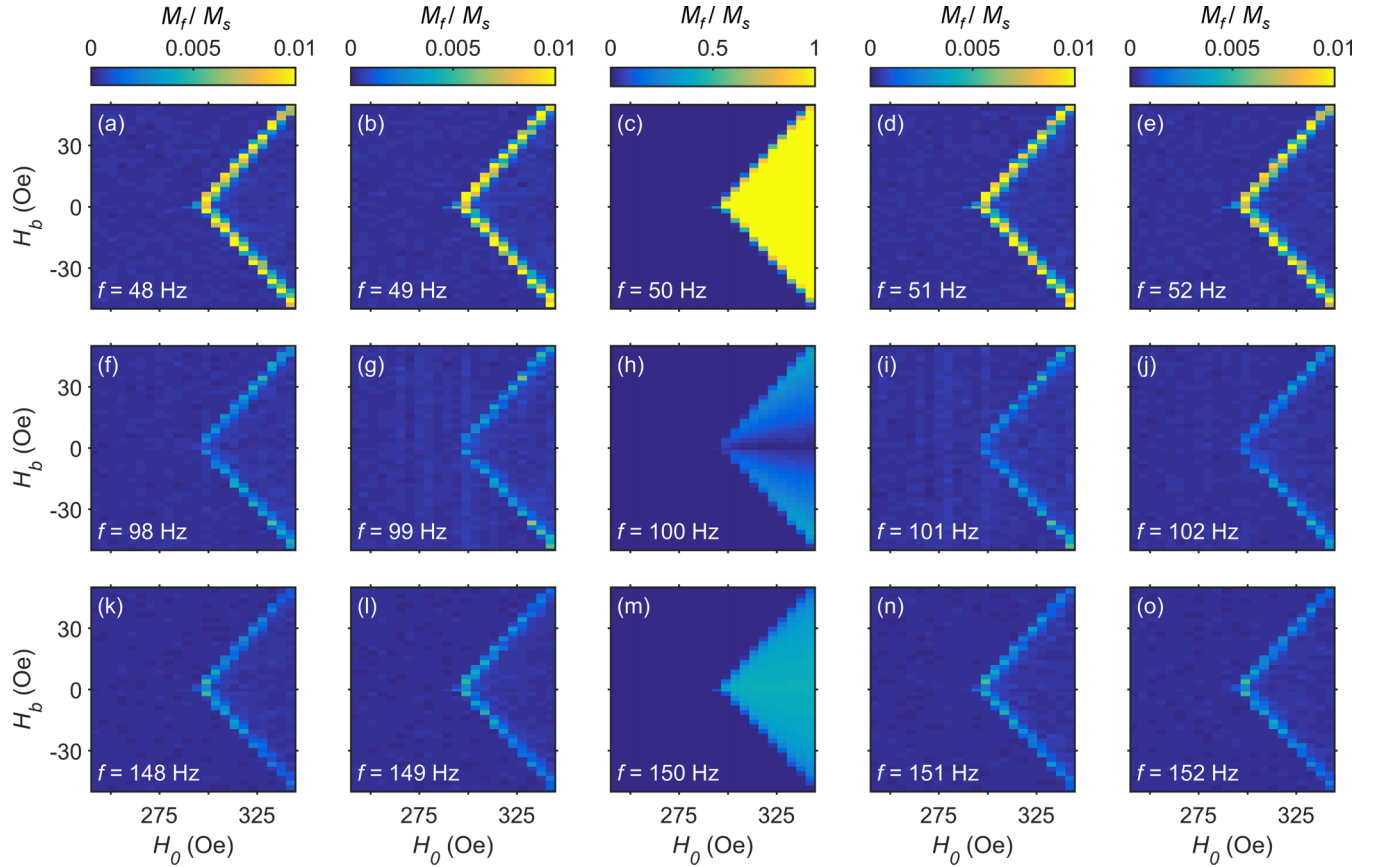 M_f / M_s M_f / M_s M_f / M_s M_f / M_s M_f / M_s
0 0.005 0.01 0 0.005 0.01 0 0.5 1 0 0.005 0.01 0 0.005 0.01
(a) (b) (c) (d) (e)
30
0
-30
H_b (Oe)
f = 48 Hz f = 49 Hz f = 50 Hz f = 51 Hz f = 52 Hz
(f) (g) (h) (i) (j)
30
0
-30
H_b (Oe)
f = 98 Hz f = 99 Hz f = 100 Hz f = 101 Hz f = 102 Hz
(k) (l) (m) (n) (o)
30
0
-30
H_b (Oe)
f = 148 Hz f = 149 Hz f = 150 Hz f = 151 Hz f = 152 Hz
275 325 275 325 275 325 275 325 275 325
H_0 (Oe) H_0 (Oe) H_0 (Oe) H_0 (Oe) H_0 (Oe)